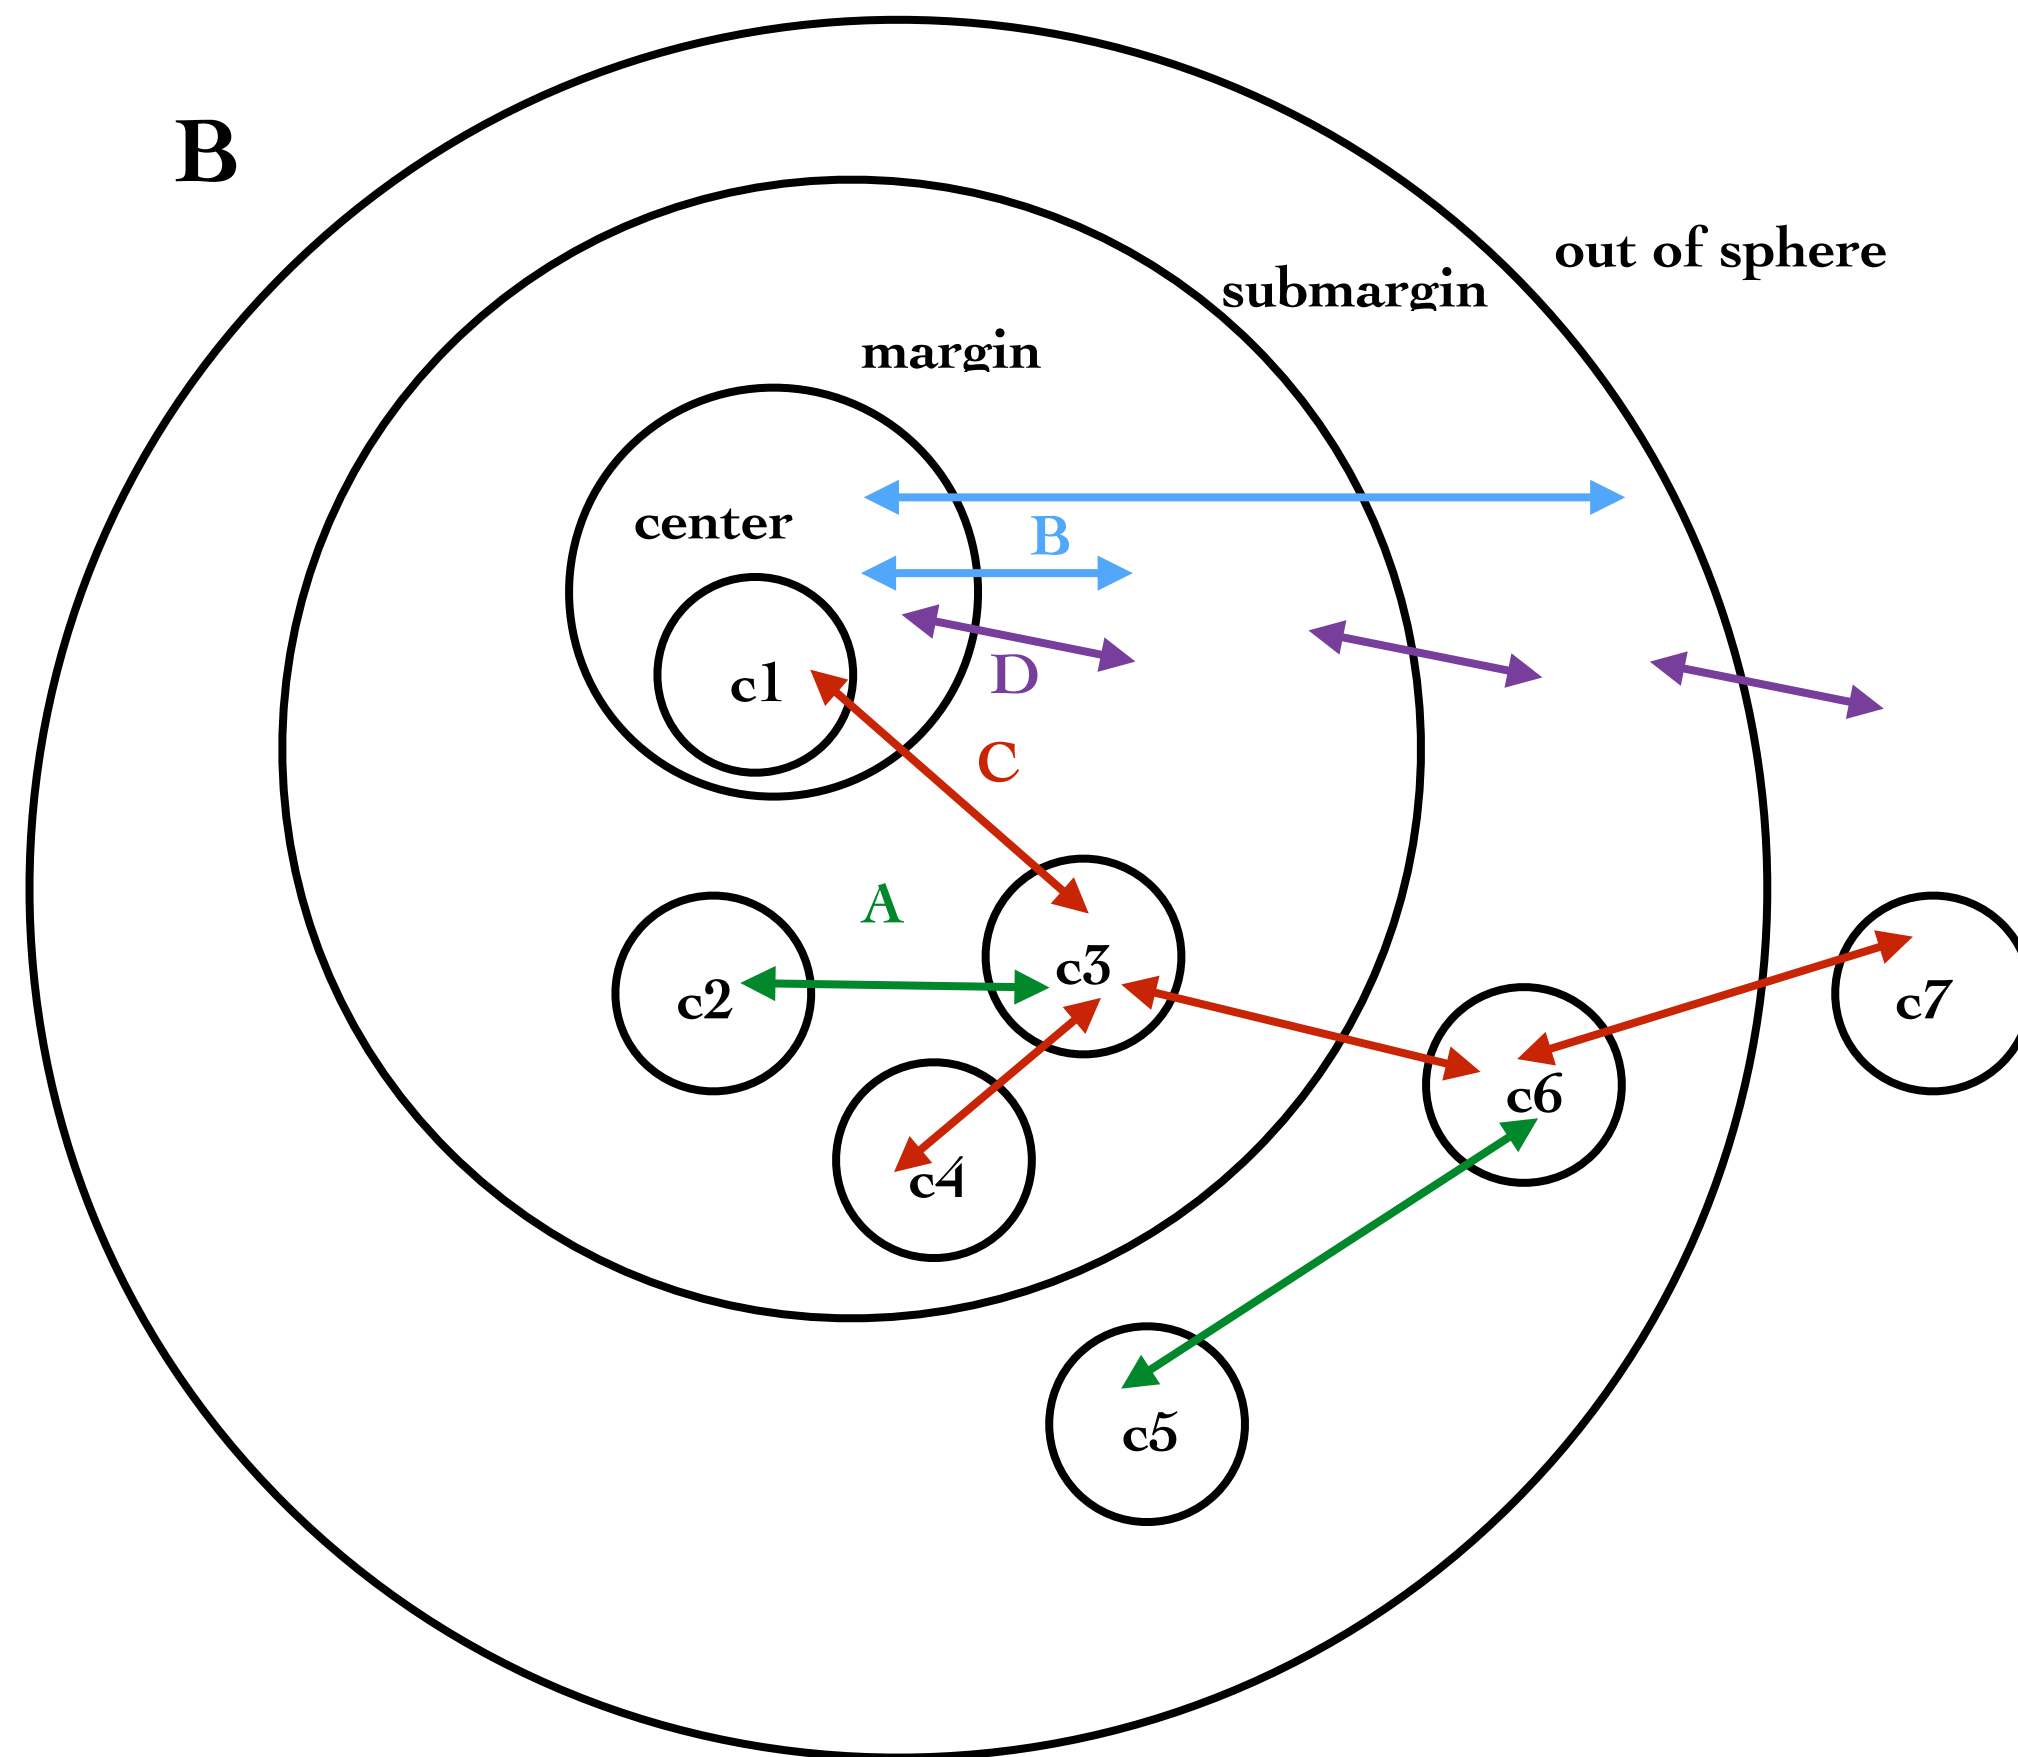 B
out of sphere
submargin
margin
center
B
D
c1
C
A
c3
c2
c7
c6
c4
c5